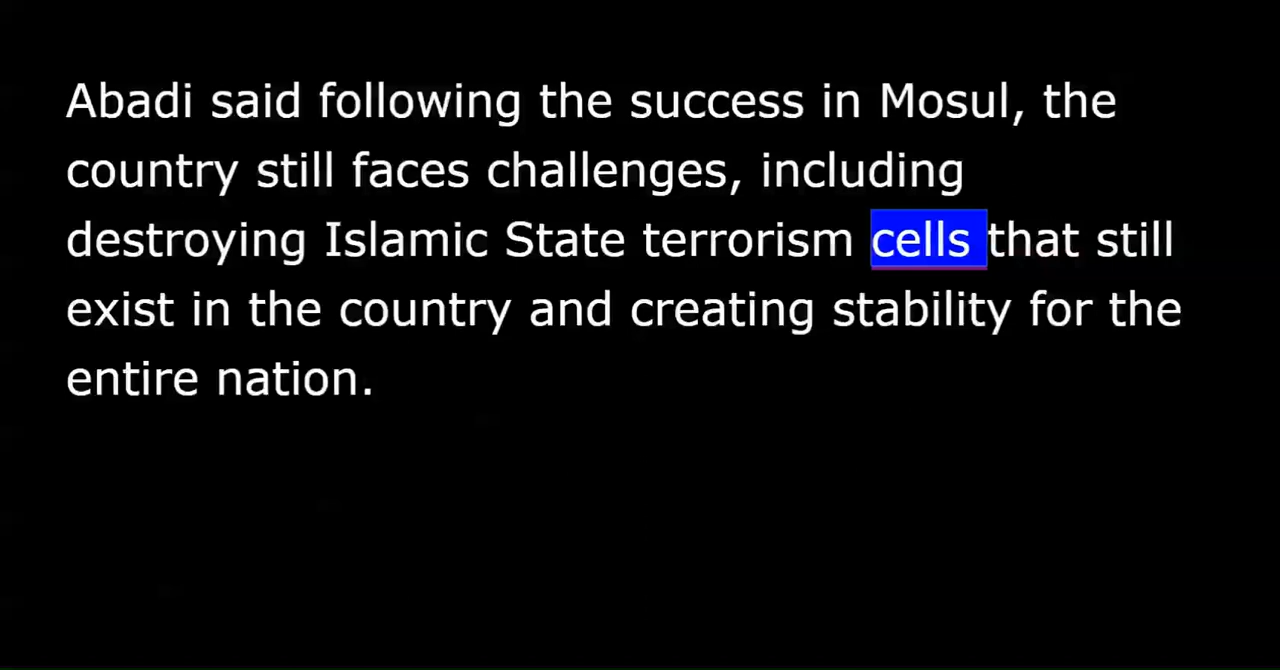 Abadi said following the success in Mosul, the
country still faces challenges, including
destroying Islamic State terrorism cells that still
exist in the country and creating stability for the
entire nation.